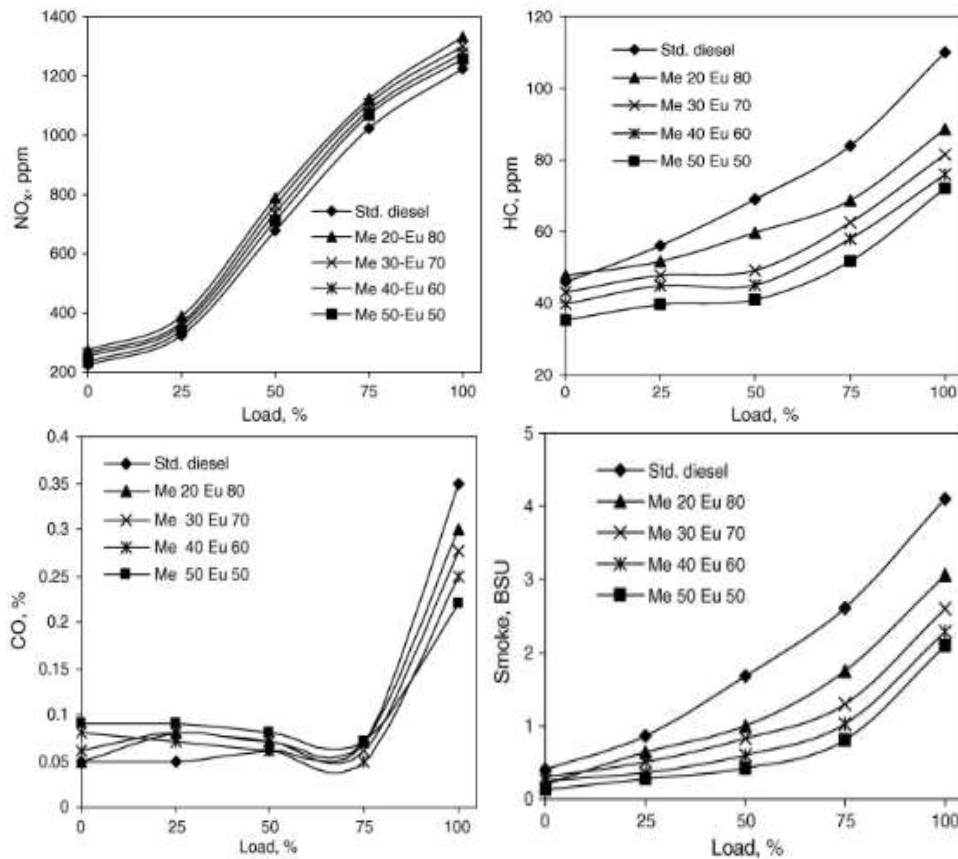 1400
1200
1000
800
600
400
200
NOx, ppm
Std. diesel
Me 20-Eu 80
Me 30-Eu 70
Me 40-Eu 60
Me 50-Eu 50
0 25 50 75 100
Load, %
120
100
80
60
40
20
HC, ppm
Std. diesel
Me 20 Eu 80
Me 30 Eu 70
Me 40 Eu 60
Me 50 Eu 50
0 25 50 75 100
Load, %
0.4
0.35
0.3
0.25
0.2
0.15
0.1
0.05
0
CO, %
Std. diesel
Me 20 Eu 80
Me 30 Eu 70
Me 40 Eu 60
Me 50 Eu 50
0 25 50 75 100
Load, %
5
4
3
2
1
0
Smoke, BSU
Std. diesel
Me 20 Eu 80
Me 30 Eu 70
Me 40 Eu 60
Me 50 Eu 50
0 25 50 75 100
Load, %